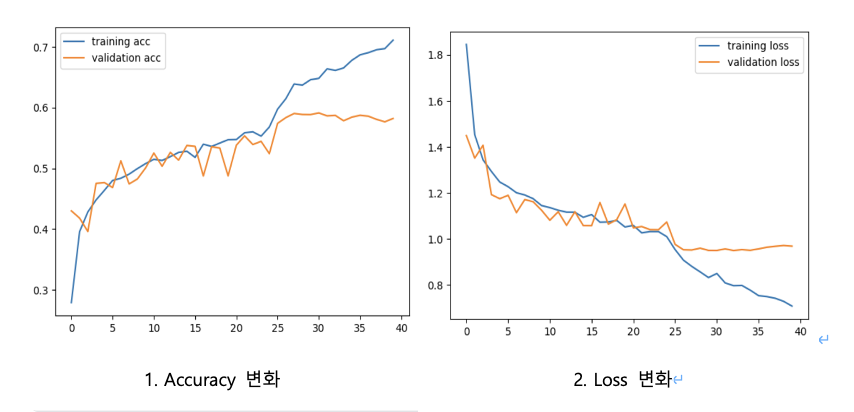 training acc
validation acc
0.7
0.6
0.5
0.4
0.3
0 5 10 15 20 25 30 35 40
training loss
validation loss
1.8
1.6
1.4
1.2
1.0
0.8
0 5 10 15 20 25 30 35 40
1. Accuracy 변화
2. Loss 변화